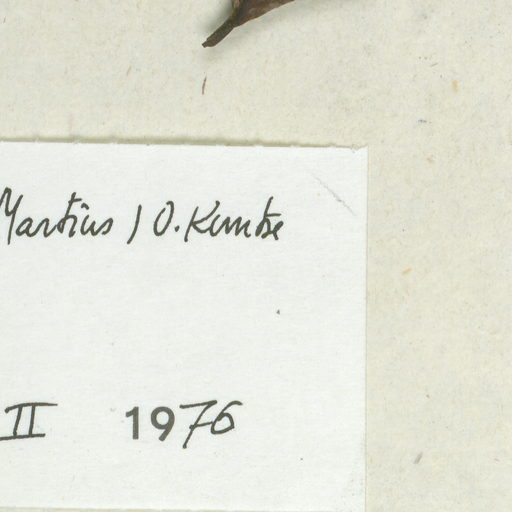 Martius ) O. Kuntze
II 1976